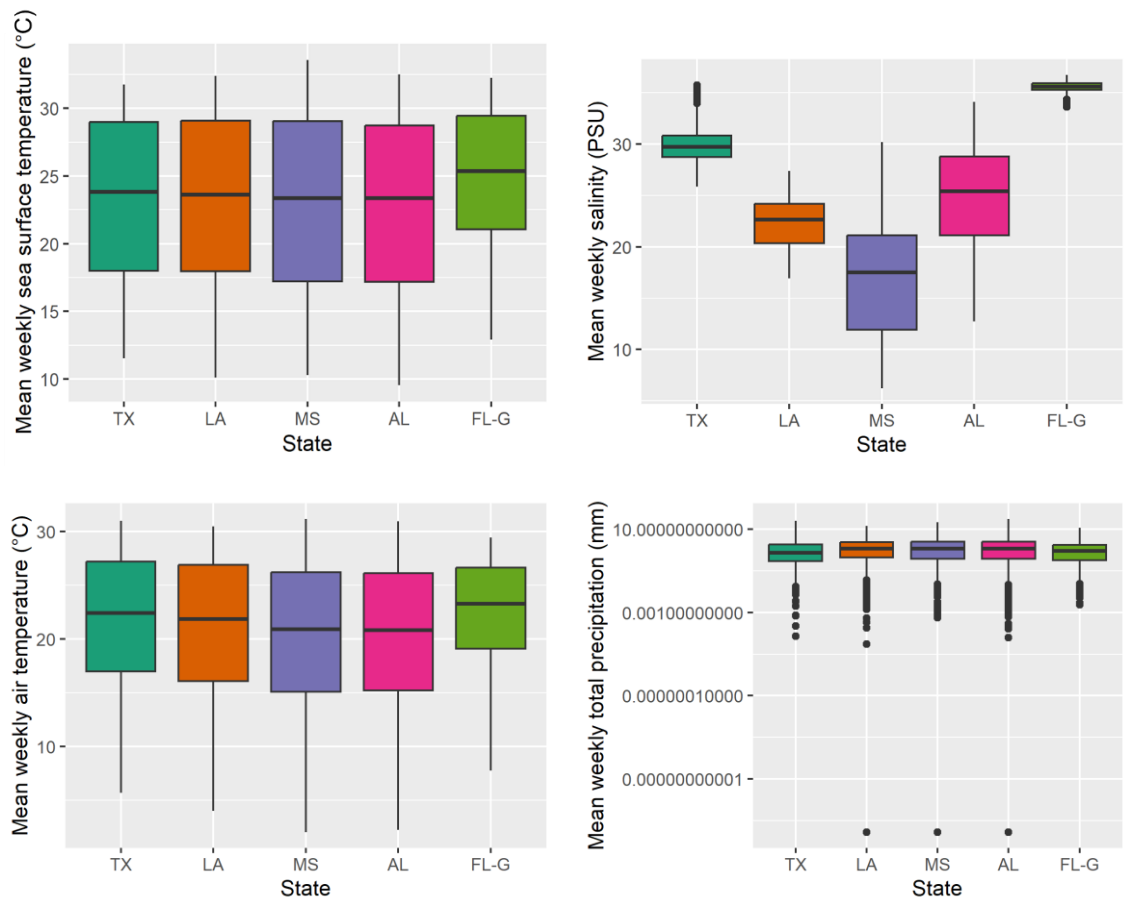 Mean weekly sea surface temperature (°C)
30
25
20
15
10
TX LA MS AL FL-G
State
Mean weekly salinity (PSU)
30
20
10
TX LA MS AL FL-G
State
Mean weekly air temperature (°C)
30
20
10
TX LA MS AL FL-G
State
Mean weekly total precipitation (mm)
10.00000000000
0.00100000000
0.00000010000
0.00000000001
TX LA MS AL FL-G
State